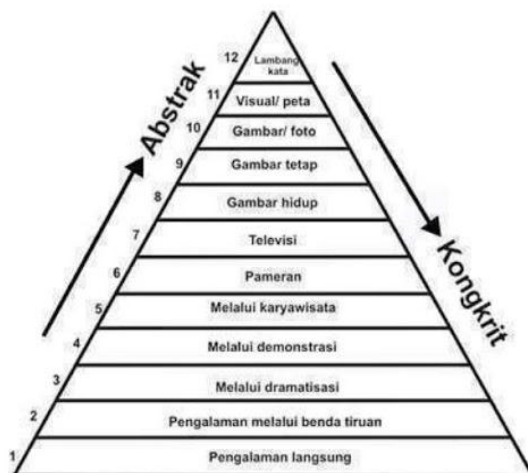 12 Lambang
kata
11 Visual/ peta
10 Gambar/ foto
9 Gambar tetap
8 Gambar hidup
7 Televisi
6 Pameran
5 Melalui karyawisata
4 Melalui demonstrasi
3 Melalui dramatisasi
2 Pengalaman melalui benda tiruan
1 Pengalaman langsung
Abstrak
Kongkrit